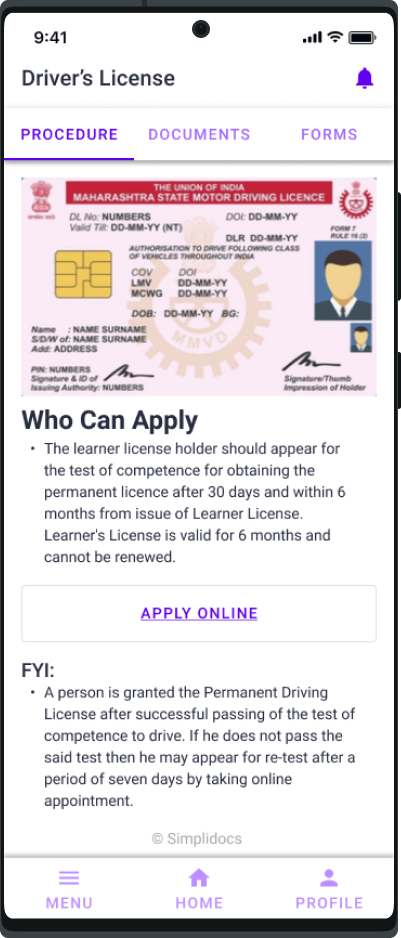 9:41
Driver's License
PROCEDURE DOCUMENTS FORMS
THE UNION OF INDIA
MAHARASHTRA STATE MOTOR DRIVING LICENCE
DL No: NUMBERS DOI: DD-MM-YY
Valid Till: DD-MM-YY (NT)
DLR DD-MM-YY
FORM 7
RULE 16 (2)
AUTHORISATION TO DRIVE FOLLOWING CLASS
OF VEHICLES THROUGHOUT INDIA
COV DOI
LMV DD-MM-YY
MCWG DD-MM-YY
DOB: DD-MM-YY BG:
MMVD
Name : NAME SURNAME
S/D/W of: NAME SURNAME
Add: ADDRESS
PIN: NUMBERS
Signature & ID of
Issuing Authority: NUMBERS
Signature/Thumb
Impression of Holder
Who Can Apply
• The learner license holder should appear for
the test of competence for obtaining the
permanent licence after 30 days and within 6
months from issue of Learner License.
Learner's License is valid for 6 months and
cannot be renewed.
APPLY ONLINE
FYI:
• A person is granted the Permanent Driving
License after successful passing of the test of
competence to drive. If he does not pass the
said test then he may appear for re-test after a
period of seven days by taking online
appointment.
© Simplidocs
MENU HOME PROFILE